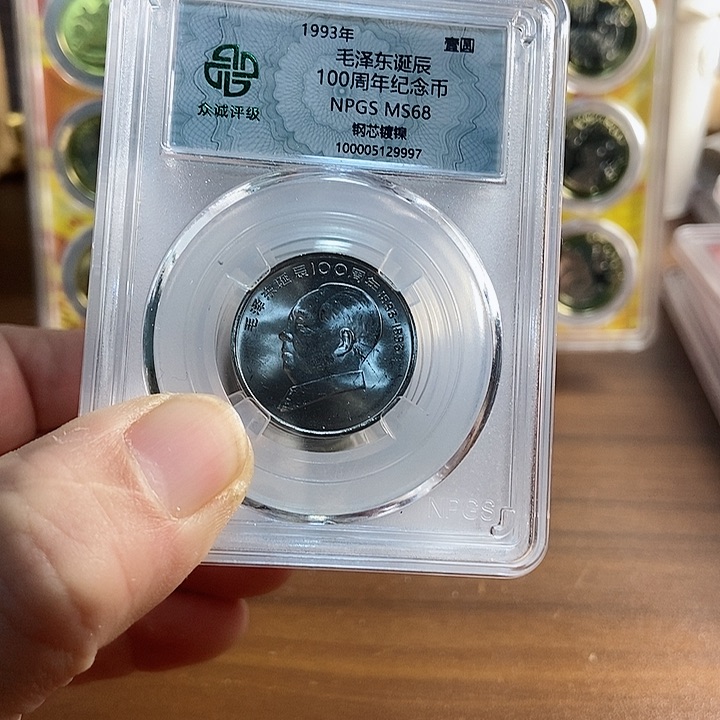 1993年
壹圆
毛泽东诞辰
100周年纪念币
NPGS MS68
钢芯镀镍
100005129997
众诚评级
毛泽东诞辰100周年1893-1993
NPGS